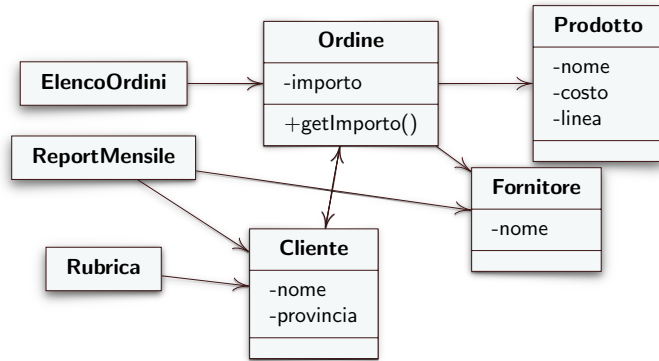 Ordine
-importo
+getImporto()
Prodotto
-nome
-costo
-linea
ElencoOrdini
ReportMensile
Fornitore
-nome
Rubrica
Cliente
-nome
-provincia